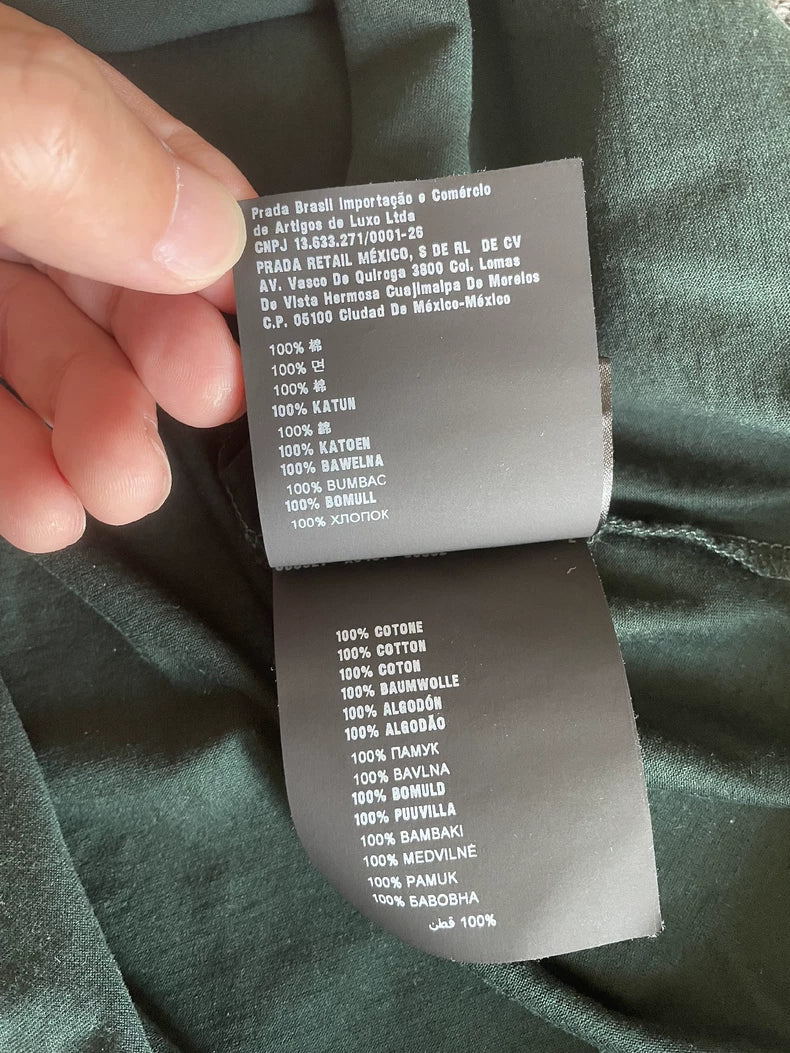 Prada Brasil Importação e Comércio
de Artigos de Luxo Ltda
CNPJ 13.633.271/0001-26
PRADA RETAIL MÉXICO, S DE RL DE CV
AV. Vasco De Quiroga 3800 Col. Lomas
De Vista Hermosa Cuajimalpa De Morelos
C.P. 05100 Ciudad De México-México
100% 棉
100% 면
100% 棉
100% KATUN
100% 綿
100% KATOEN
100% BAWELNA
100% BUMBAC
100% BOMULL
100% ХЛОПОК
100% COTONE
100% COTTON
100% COTON
100% BAUMWOLLE
100% ALGODÓN
100% ALGODÃO
100% ПАМУК
100% BAVLNA
100% BOMULD
100% PUUVILLA
100% BAMBAKI
100% MEDVILNĖ
100% PAMUK
100% БАВОВНА
100% قطن